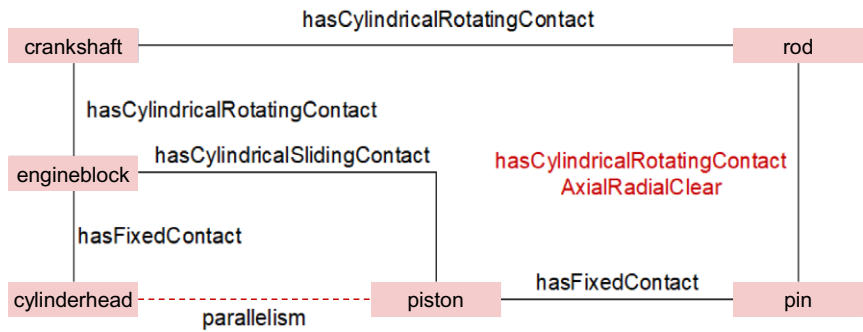 hasCylindricalRotatingContact
crankshaft
rod
hasCylindricalRotatingContact
hasCylindricalSlidingContact
hasCylindricalRotatingContact
AxialRadialClear
engineblock
hasFixedContact
hasFixedContact
cylinderhead
piston
pin
parallelism